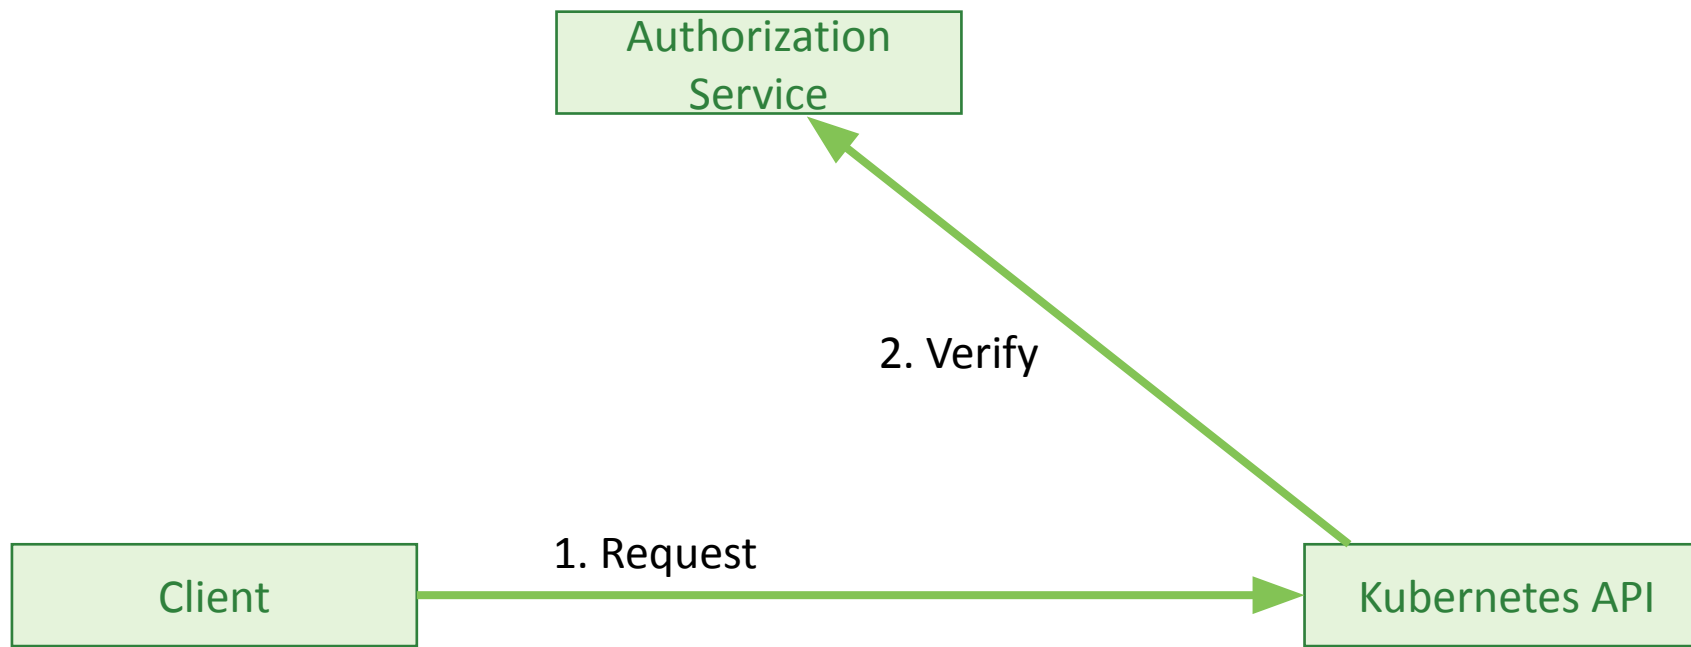 Authorization
Service
2. Verify
1. Request
Client
Kubernetes API